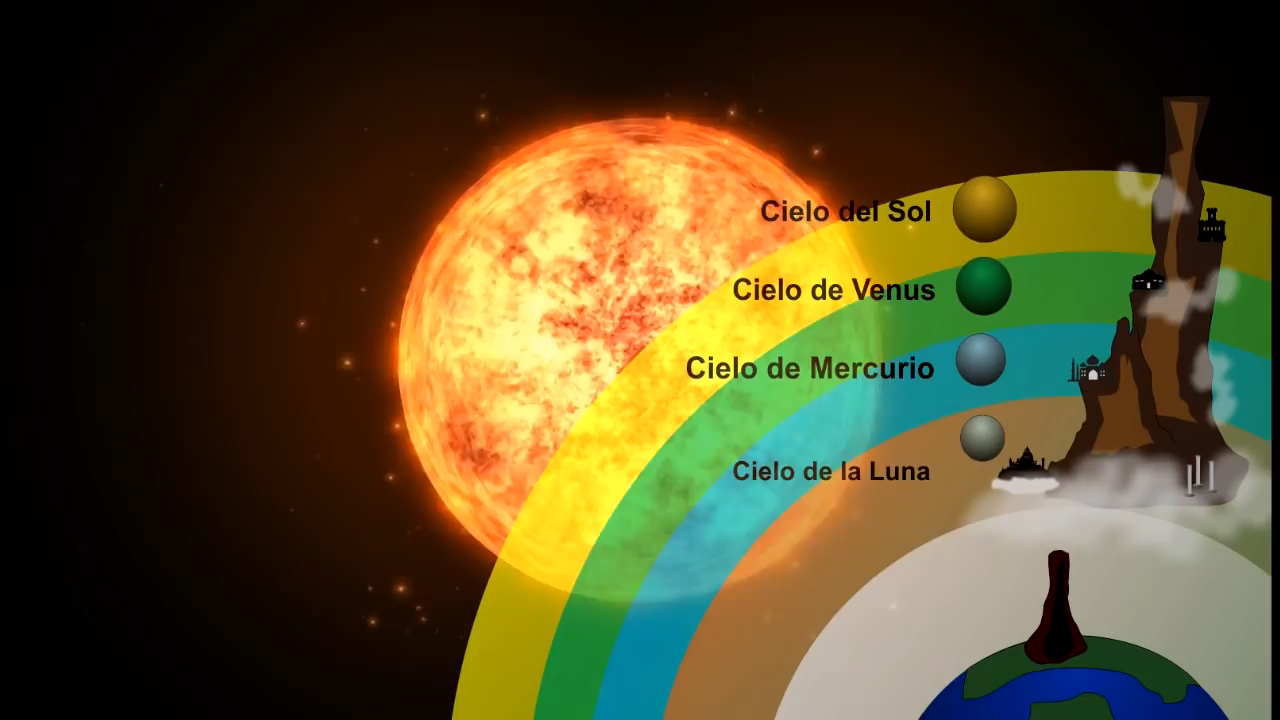 Cielo del Sol
Cielo de Venus
Cielo de Mercurio
Cielo de la Luna